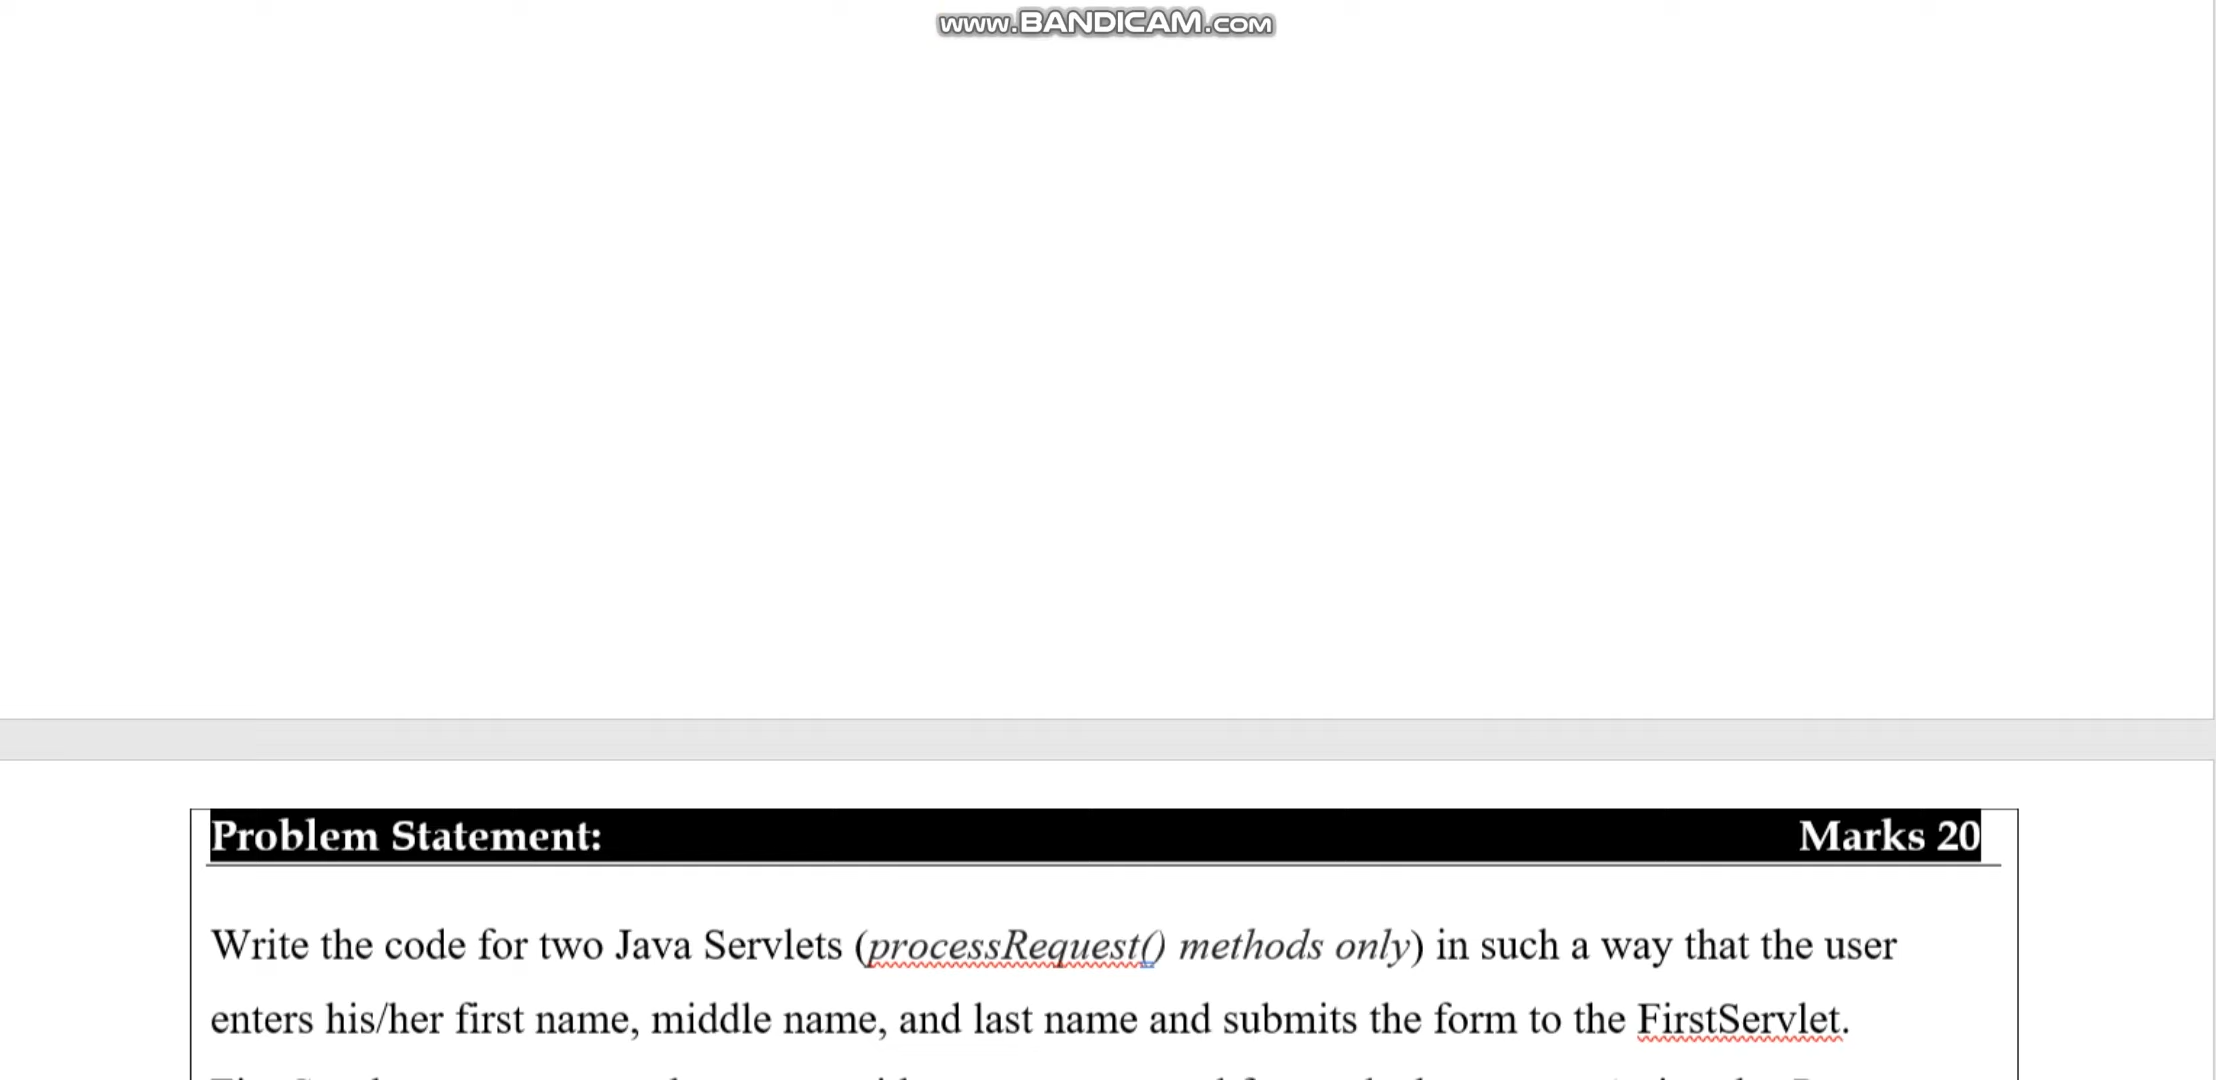 www.BANDICAM.com
Problem Statement: Marks 20
Write the code for two Java Servlets (processRequest() methods only) in such a way that the user
enters his/her first name, middle name, and last name and submits the form to the FirstServlet.